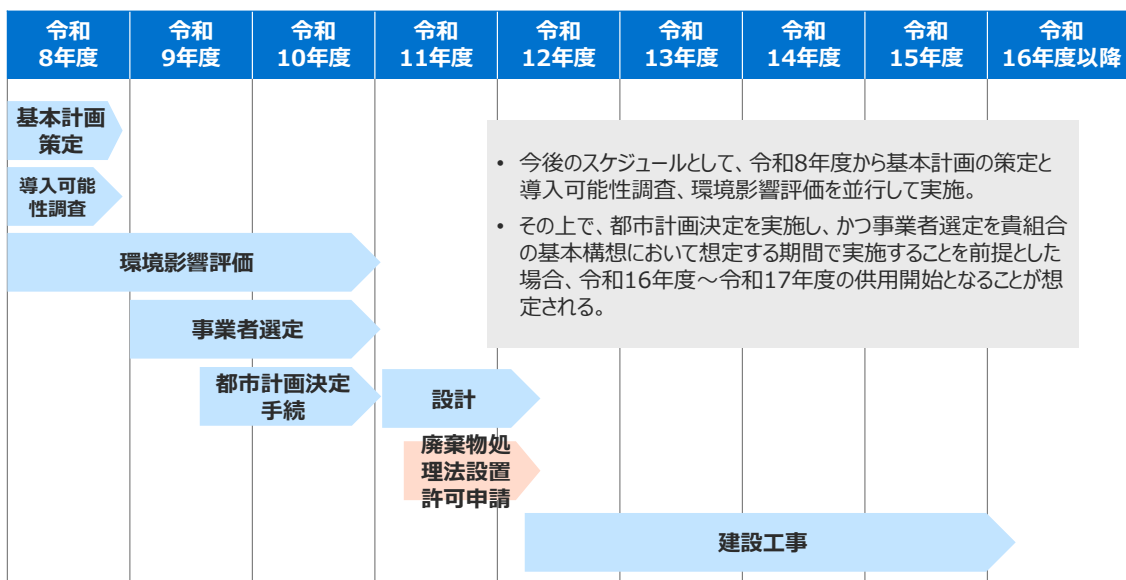 令和
8年度
令和
9年度
令和
10年度
令和
11年度
令和
12年度
令和
13年度
令和
14年度
令和
15年度
令和
16年度以降
基本計画
策定
導入可能
性調査
環境影響評価
事業者選定
都市計画決定
手続
設計
廃棄物処
理法設置
許可申請
建設工事
• 今後のスケジュールとして、令和8年度から基本計画の策定と
導入可能性調査、環境影響評価を並行して実施。
• その上で、都市計画決定を実施し、かつ事業者選定を貴組合
の基本構想において想定する期間で実施することを前提とした
場合、令和16年度～令和17年度の供用開始となることが想
定される。